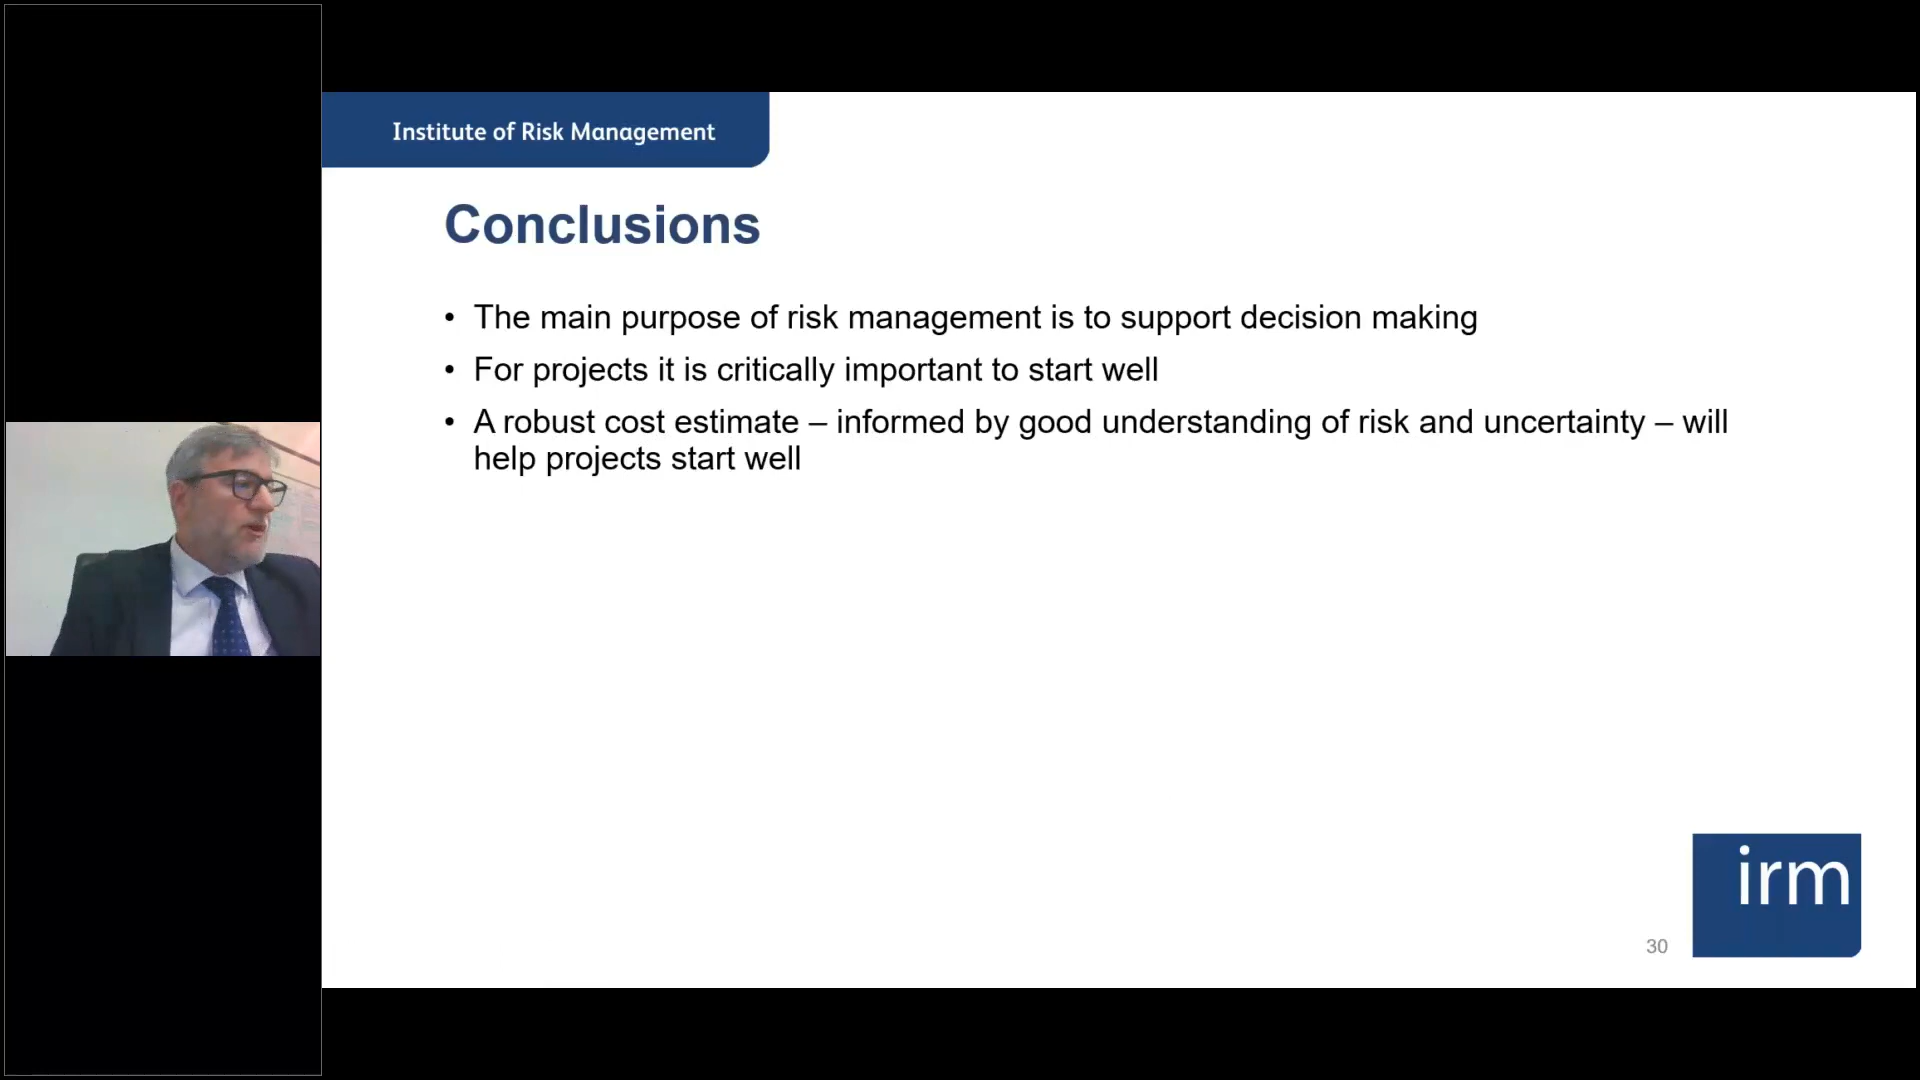 Institute of Risk Management
Conclusions
• The main purpose of risk management is to support decision making
• For projects it is critically important to start well
• A robust cost estimate – informed by good understanding of risk and uncertainty – will
help projects start well
irm
30